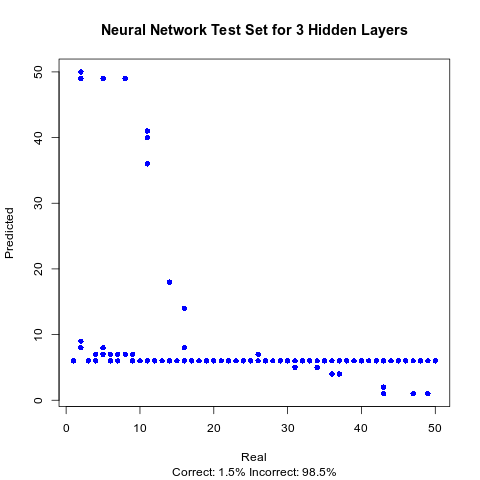 Neural Network Test Set for 3 Hidden Layers
Predicted
50
40
30
20
10
0
0 10 20 30 40 50
Real
Correct: 1.5% Incorrect: 98.5%